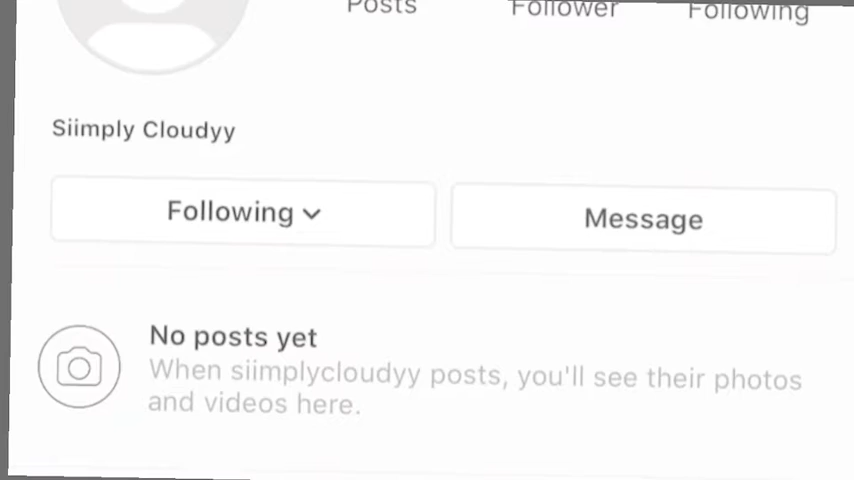 Posts Follower Following
Siimply Cloudyy
Following Message
No posts yet
When siimplycloudyy posts, you'll see their photos
and videos here.